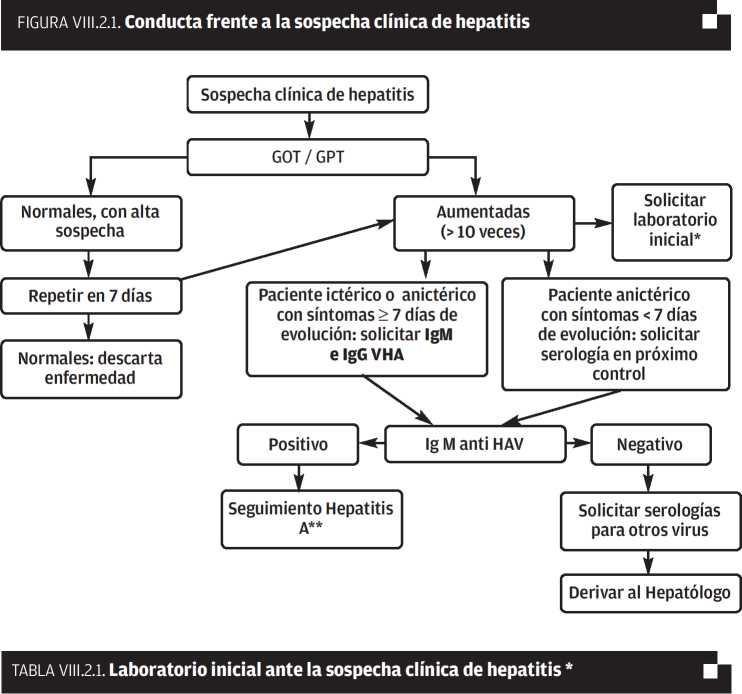 FIGURA VIII.2.1. Conducta frente a la sospecha clínica de hepatitis
Sospecha clínica de hepatitis
GOT / GPT
Normales, con alta
sospecha
Aumentadas
(> 10 veces)
Solicitar
laboratorio
inicial*
Repetir en 7 días
Normales: descarta
enfermedad
Paciente ictérico o anictérico
con síntomas ≥ 7 días de
evolución: solicitar IgM
e IgG VHA
Paciente anictérico
con síntomas < 7 días
de evolución: solicitar
serología en próximo
control
Positivo
Ig M anti HAV
Negativo
Seguimiento Hepatitis
A**
Solicitar serologías
para otros virus
Derivar al Hepatólogo
TABLA VIII.2.1. Laboratorio inicial ante la sospecha clínica de hepatitis *